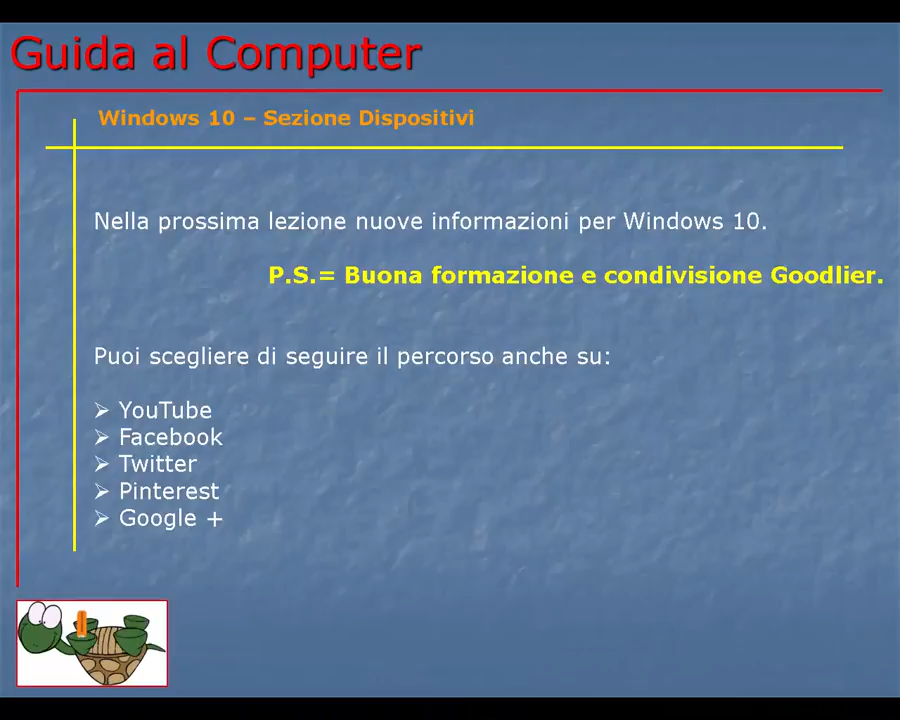 Guida al Computer
Windows 10 – Sezione Dispositivi
Nella prossima lezione nuove informazioni per Windows 10.
P.S.= Buona formazione e condivisione Goodlier.
Puoi scegliere di seguire il percorso anche su:
➢ YouTube
➢ Facebook
➢ Twitter
➢ Pinterest
➢ Google +